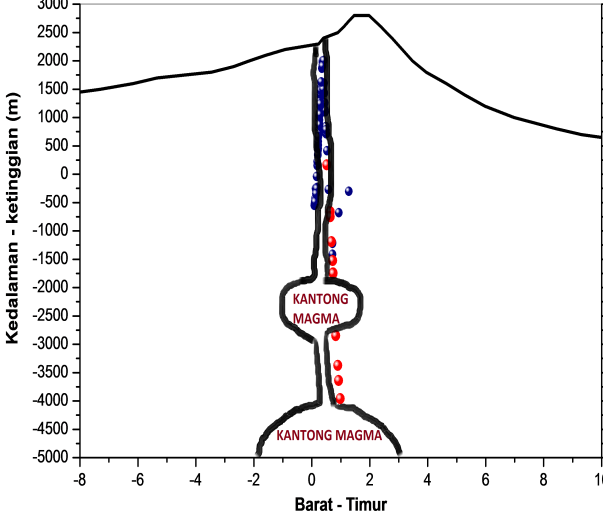 3000
2500
2000
1500
1000
500
0
-500
-1000
-1500
-2000
-2500
-3000
-3500
-4000
-4500
-5000
Kedalaman - ketinggian (m)
KANTONG
MAGMA
KANTONG MAGMA
-8 -6 -4 -2 0 2 4 6 8 10
Barat - Timur